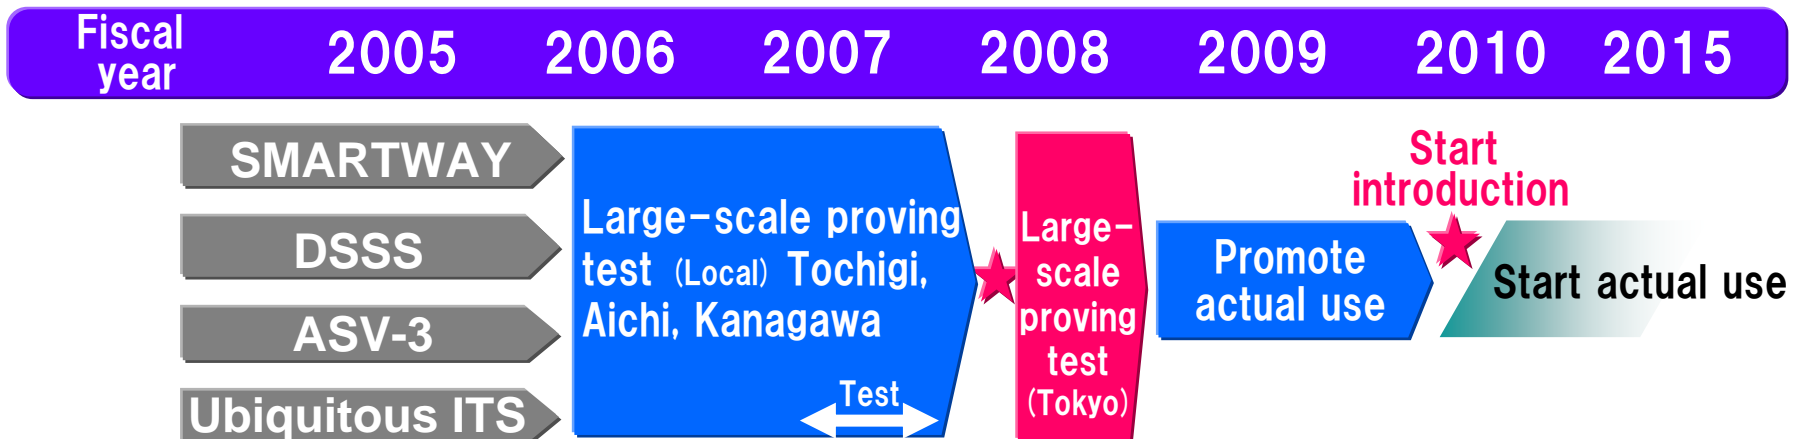 Fiscal
year
2005 2006 2007 2008 2009 2010 2015
SMARTWAY
DSSS
ASV-3
Ubiquitous ITS
Large-scale proving
test (Local) Tochigi,
Aichi, Kanagawa
Test
Large-
scale
proving
test
(Tokyo)
Promote
actual use
Start
introduction
Start actual use